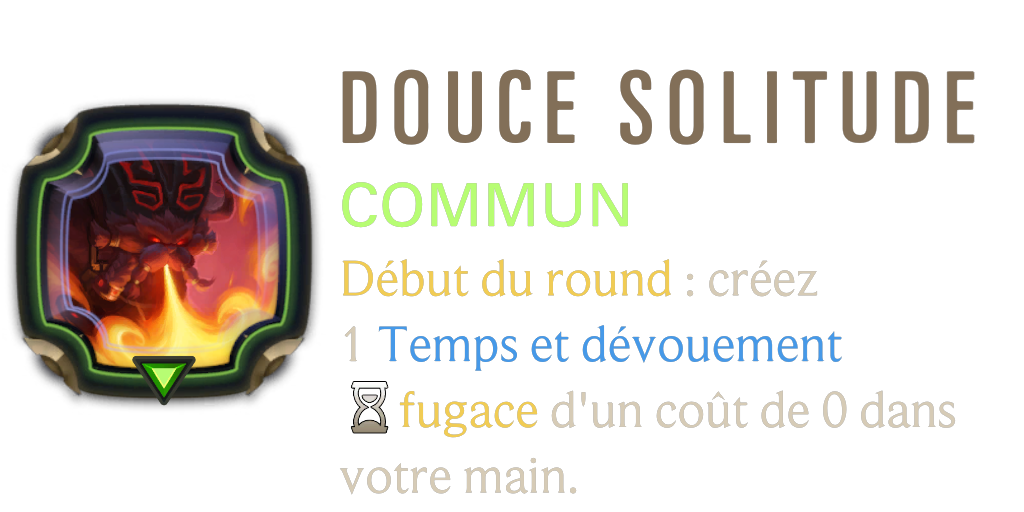 DOUCE SOLITUDE
COMMUN
Début du round : créez
1 Temps et dévouement
fugace d'un coût de 0 dans
votre main.